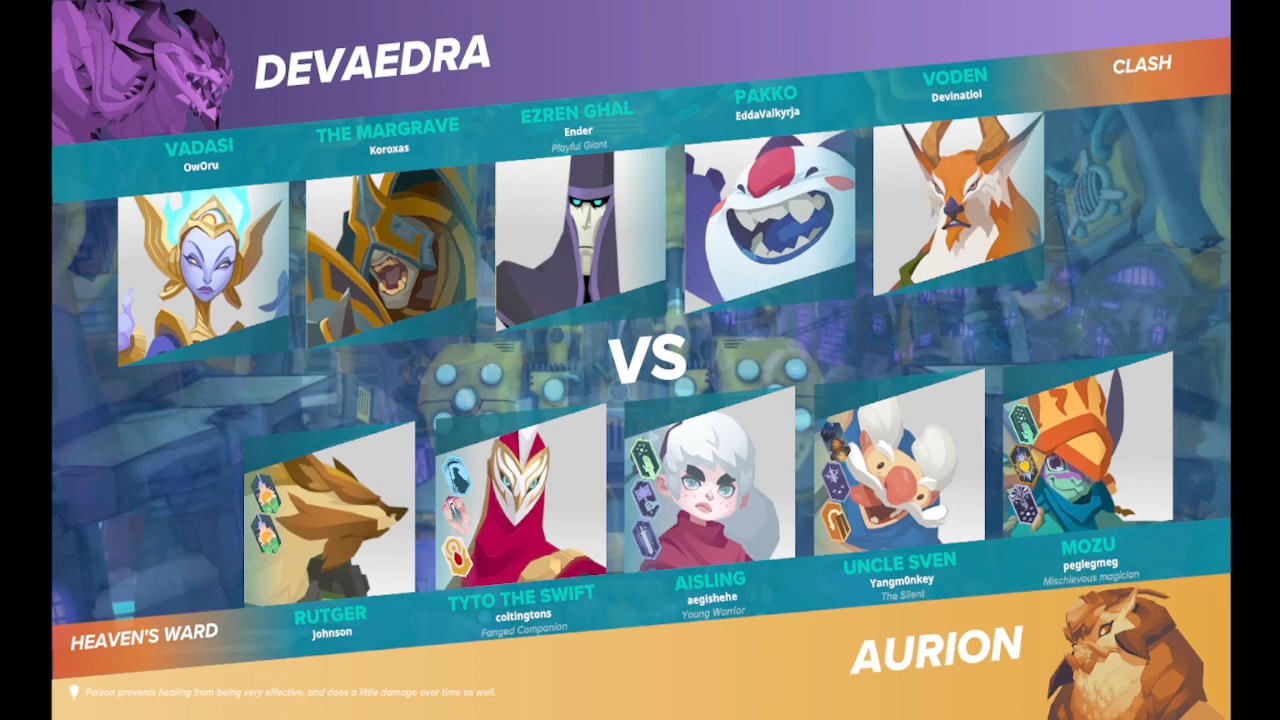 DEVAEDRA
CLASH
VADASI
OwOru
THE MARGRAVE
Koroxas
EZREN GHAL
Ender
Playful Giant
PAKKO
EddaValkyrja
VODEN
Devinatiol
VS
RUTGER
johnson
TYTO THE SWIFT
coltingtons
Fanged Companion
AISLING
aegishehe
Young Warrior
UNCLE SVEN
Yangm0nkey
The Silent
MOZU
peglegmeg
Mischievous magician
HEAVEN'S WARD
AURION
Poison prevents healing from being very effective, and does a little damage over time as well.